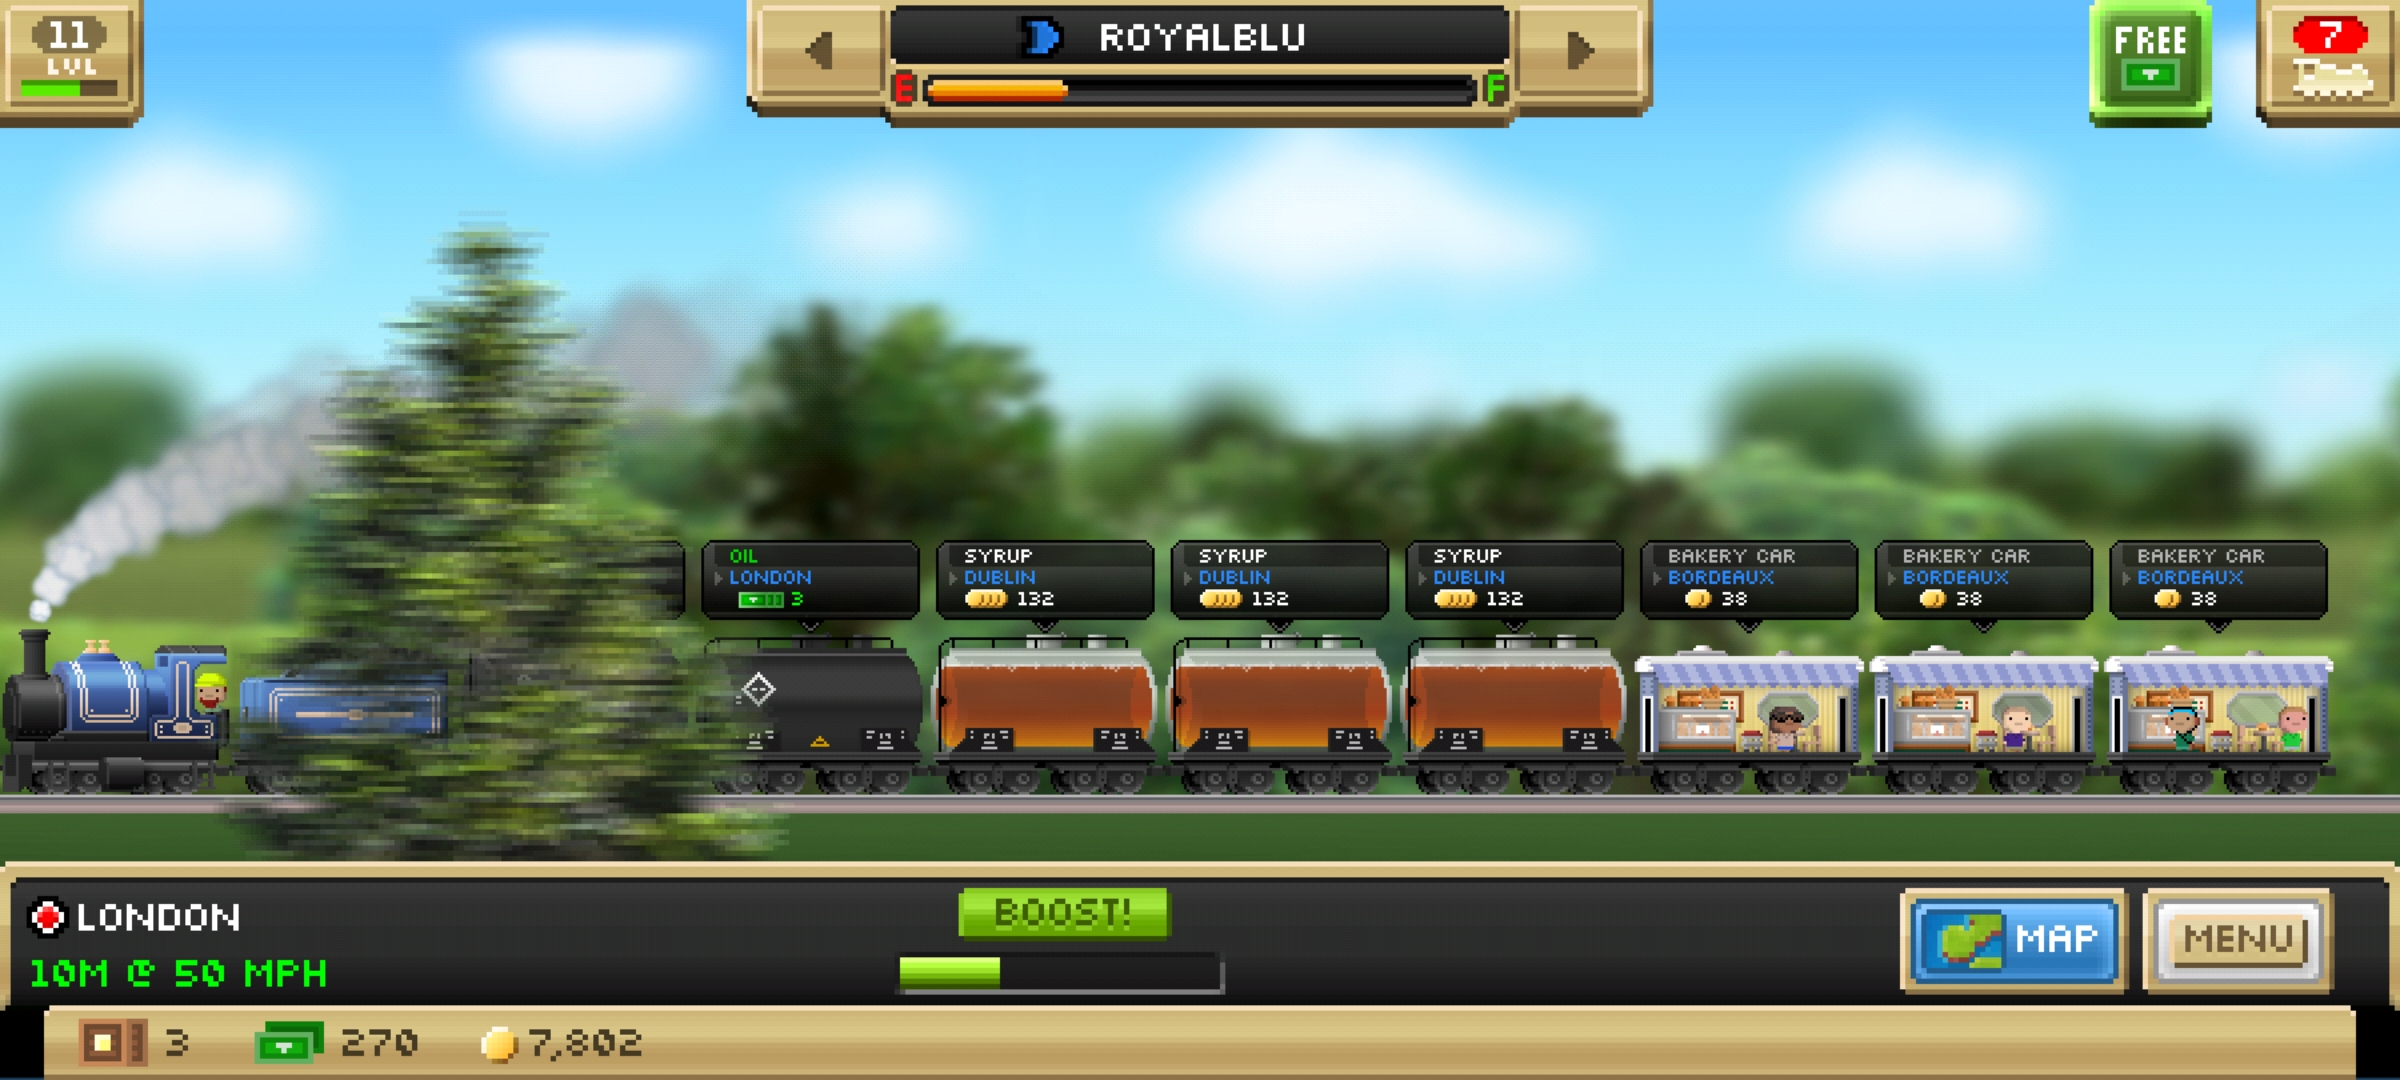 11
LVL
ROYALBLU
E
F
FREE
7
OIL
LONDON
3
SYRUP
DUBLIN
132
SYRUP
DUBLIN
132
SYRUP
DUBLIN
132
BAKERY CAR
BORDEAUX
38
BAKERY CAR
BORDEAUX
38
BAKERY CAR
BORDEAUX
38
LONDON
10M @ 50 MPH
BOOST!
MAP
MENU
3
270
7,802